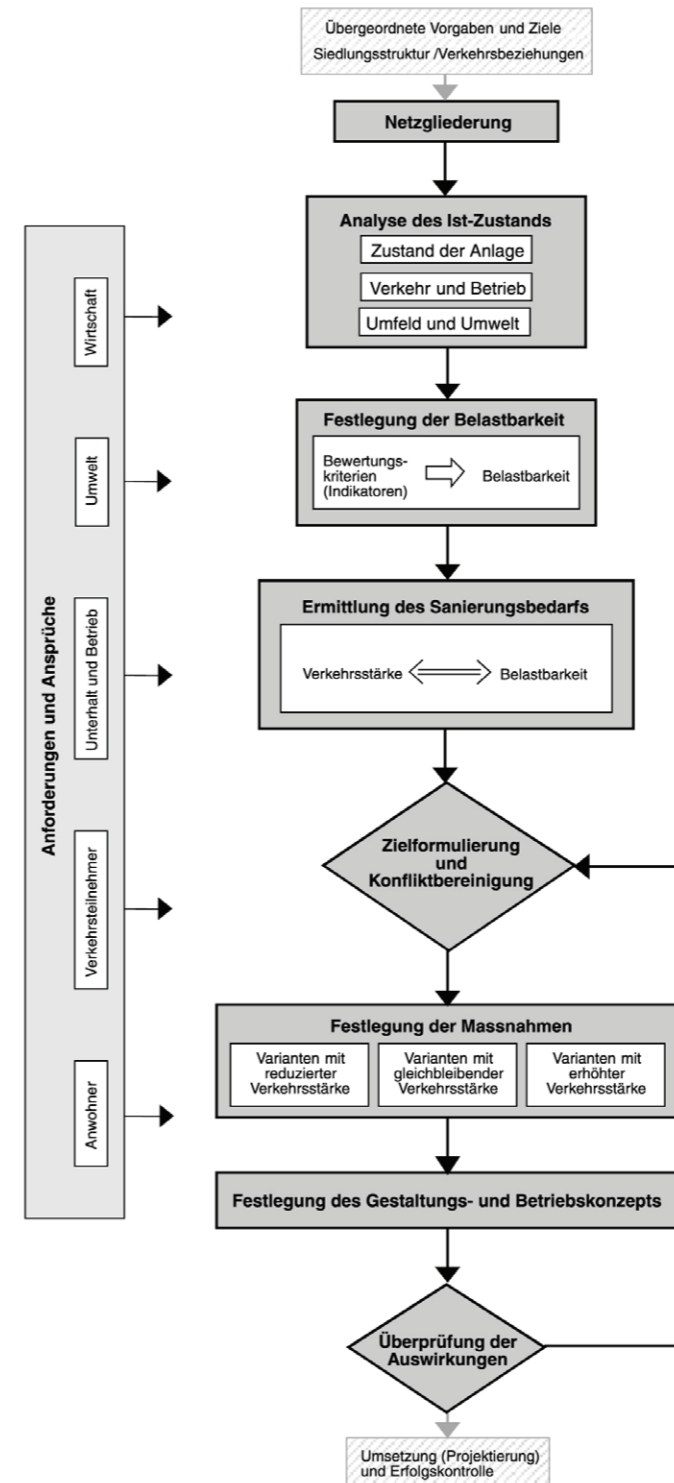 Übergeordnete Vorgaben und Ziele
Siedlungsstruktur /Verkehrsbeziehungen
Netzgliederung
Analyse des Ist-Zustands
Zustand der Anlage
Verkehr und Betrieb
Umfeld und Umwelt
Festlegung der Belastbarkeit
Bewertungs-
kriterien
(Indikatoren)
Belastbarkeit
Ermittlung des Sanierungsbedarfs
Verkehrsstärke
Belastbarkeit
Zielformulierung
und
Konfliktbereinigung
Festlegung der Massnahmen
Varianten mit
reduzierter
Verkehrsstärke
Varianten mit
gleichbleibender
Verkehrsstärke
Varianten mit
erhöhter
Verkehrsstärke
Festlegung des Gestaltungs- und Betriebskonzepts
Überprüfung der
Auswirkungen
Umsetzung (Projektierung)
und Erfolgskontrolle
Anforderungen und Ansprüche
Wirtschaft
Umwelt
Unterhalt und Betrieb
Verkehrsteilnehmer
Anwohner